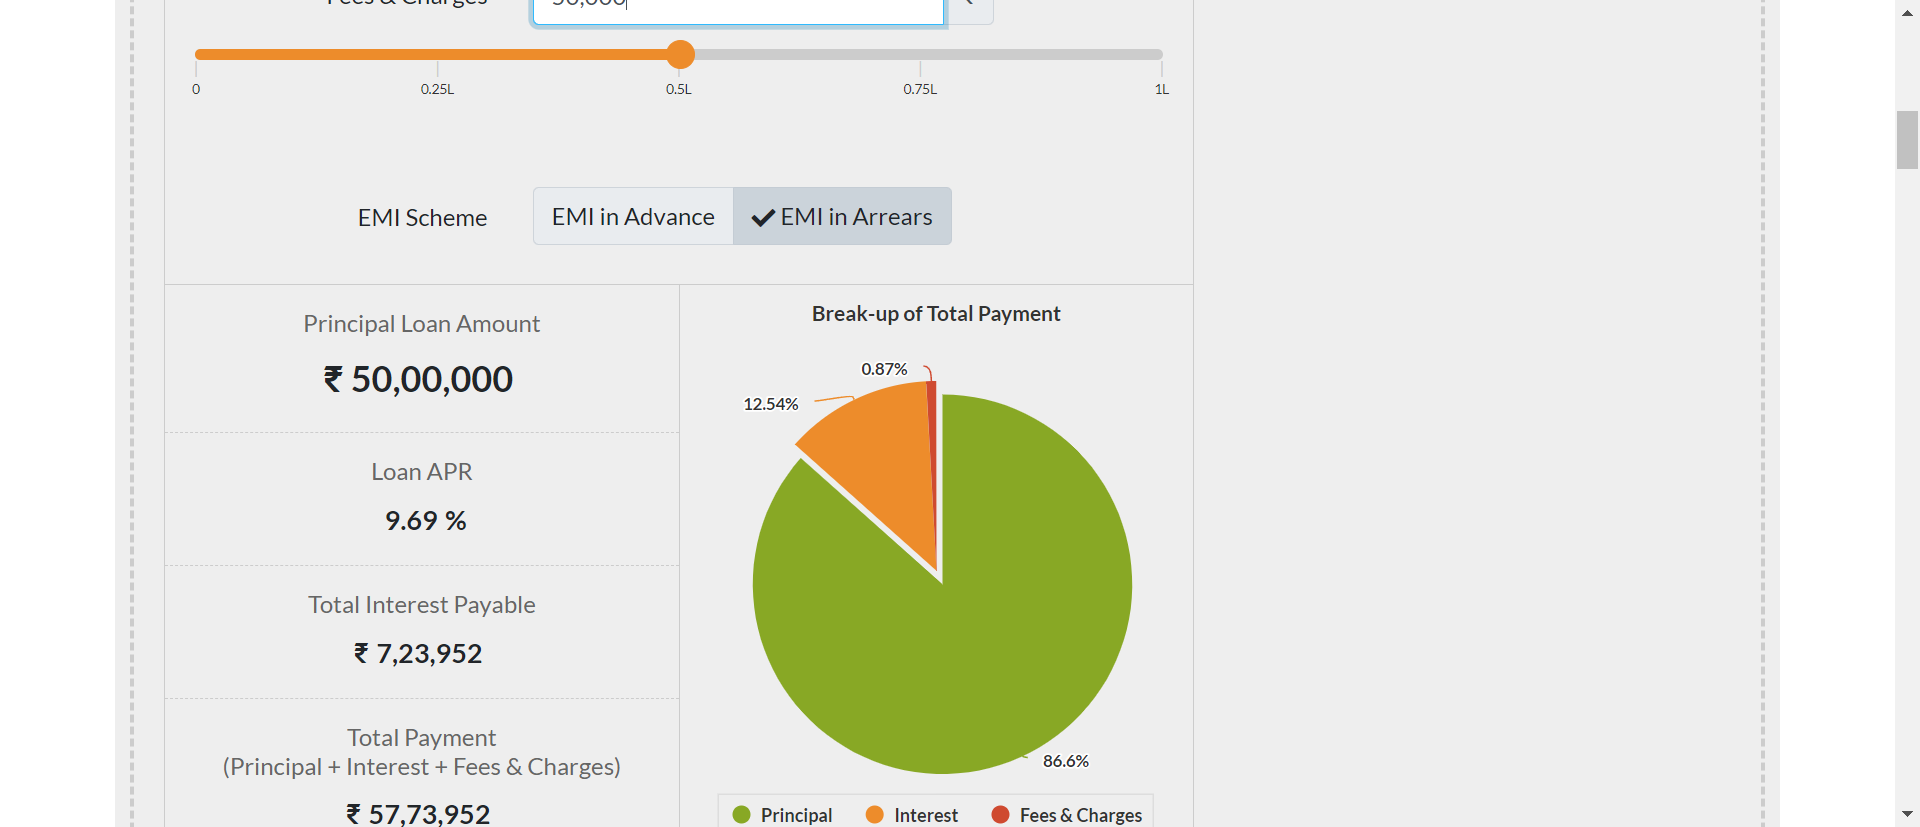 Fees & Charges
50,000
0
0.25L
0.5L
0.75L
1L
EMI Scheme
EMI in Advance
EMI in Arrears
Principal Loan Amount
₹ 50,00,000
Loan APR
9.69 %
Total Interest Payable
₹ 7,23,952
Total Payment
(Principal + Interest + Fees & Charges)
₹ 57,73,952
Break-up of Total Payment
0.87%
12.54%
86.6%
Principal
Interest
Fees & Charges